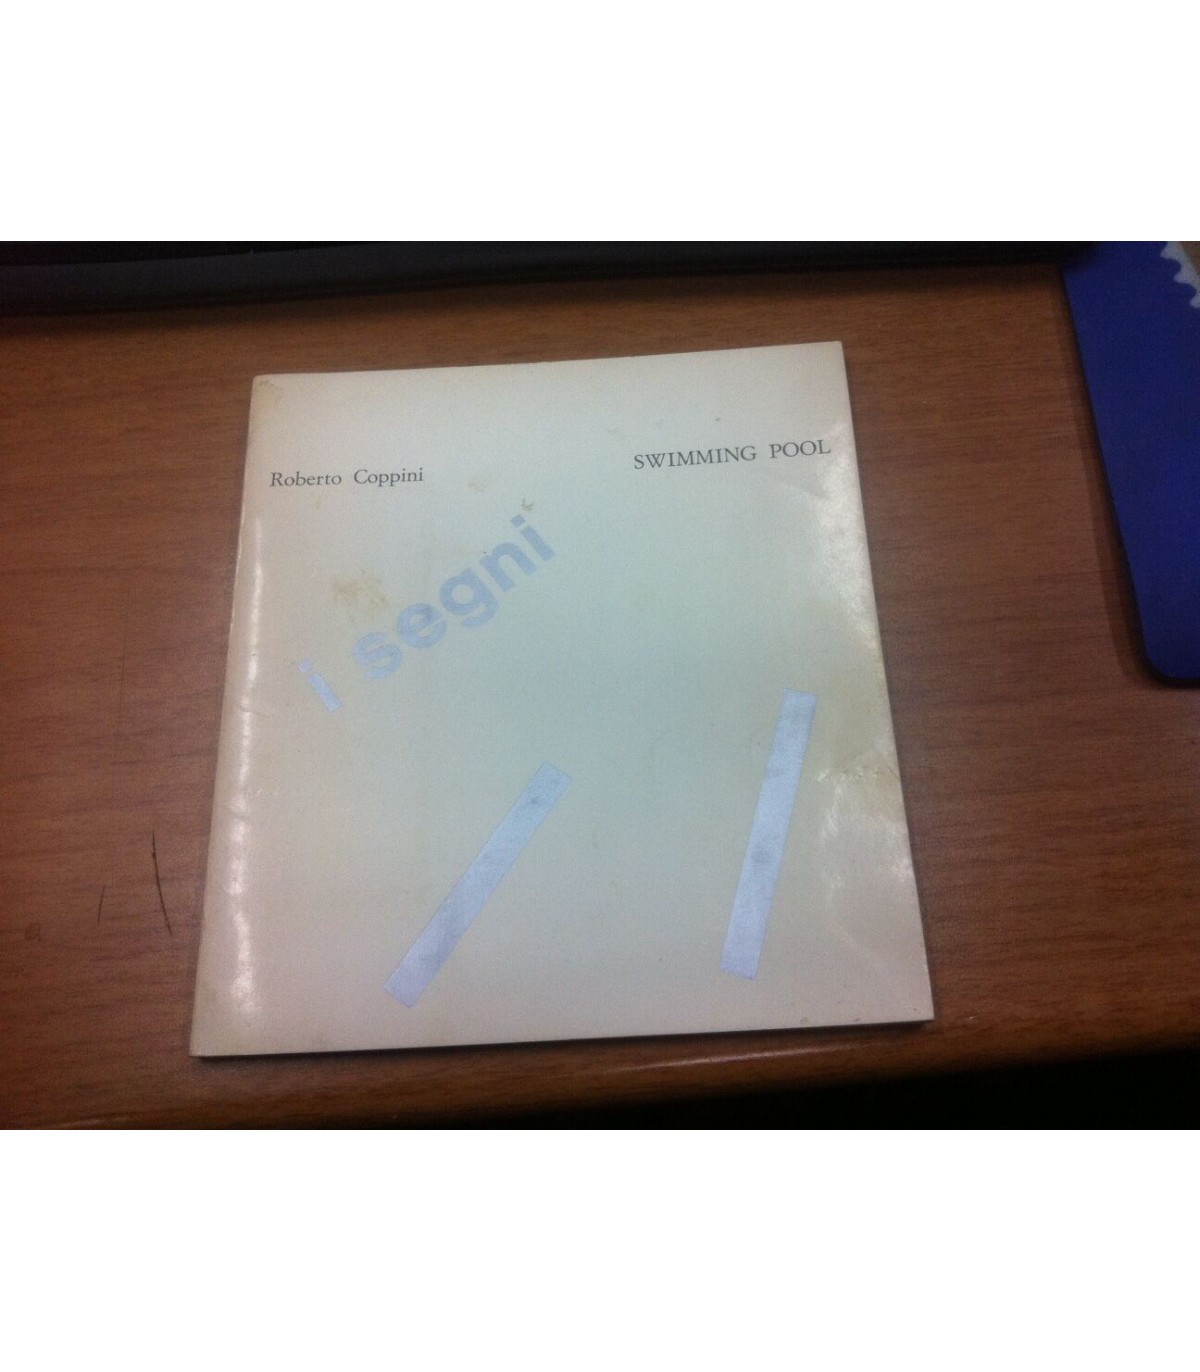 Roberto Coppini
SWIMMING POOL
i segni